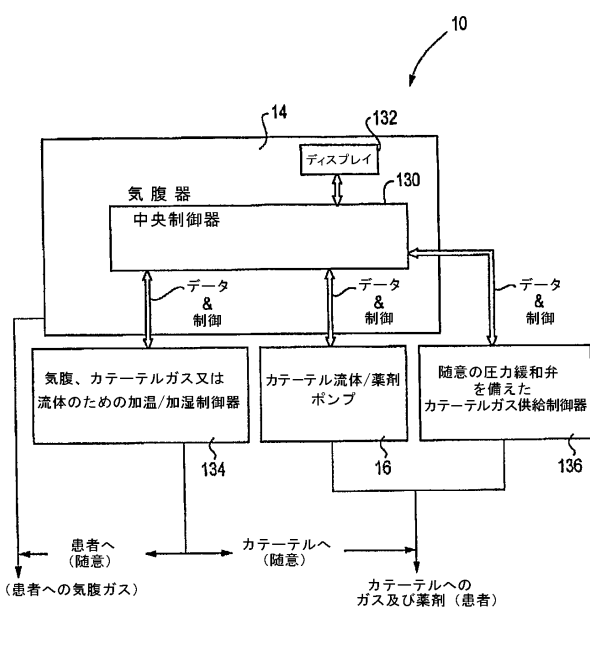 10
14
132
ディスプレイ
気腹器
130
中央制御器
データ
&
制御
データ
&
制御
データ
&
制御
気腹、カテーテルガス又は
流体のための加温/加湿制御器
134
カテーテル流体/薬剤
ポンプ
16
随意の圧力緩和弁
を備えた
カテーテルガス供給制御器
136
患者へ
(随意)
カテーテルへ
(随意)
(患者への気腹ガス)
カテーテルへの
ガス及び薬剤(患者)